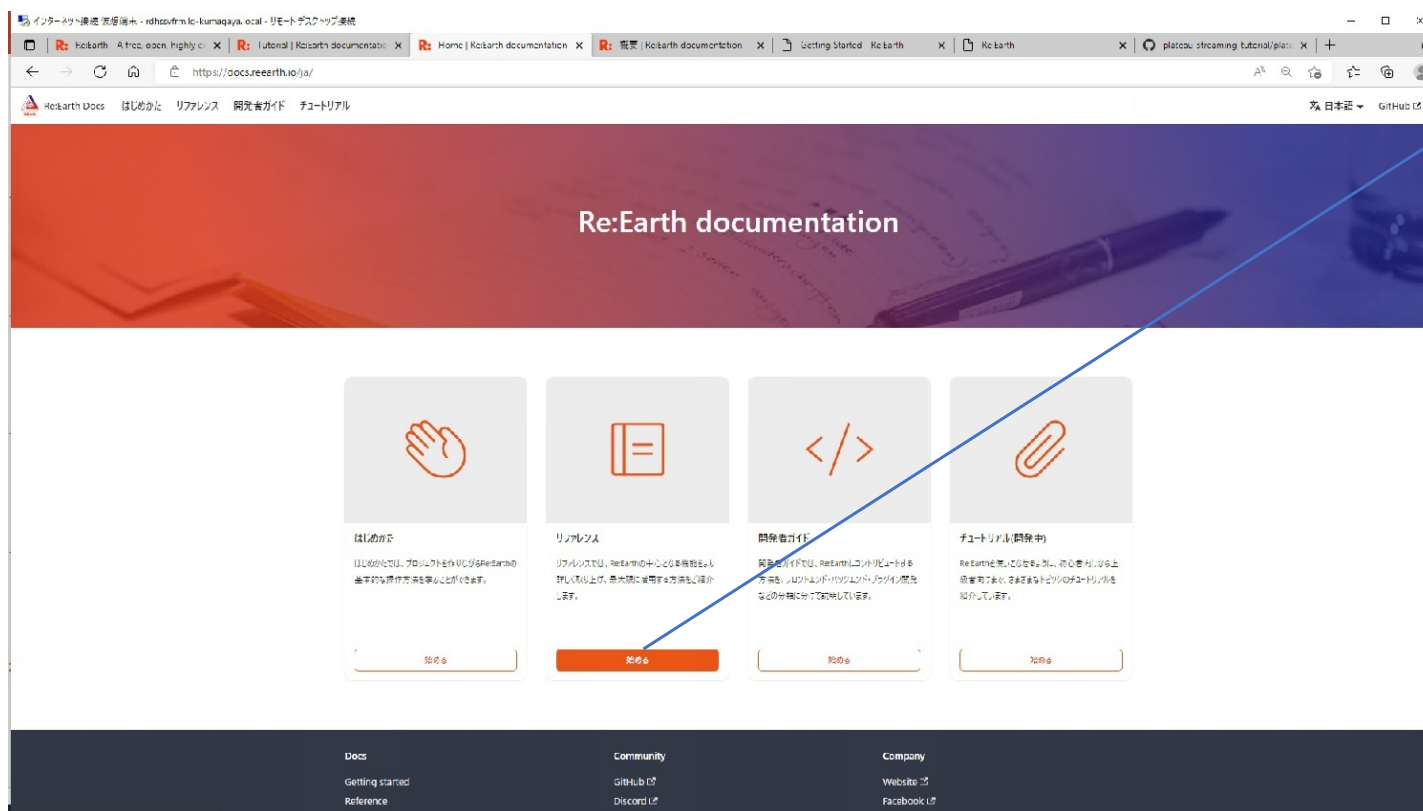 インターネット接続 仮想端末 - rdhssvfrm.lg-kumagaya.local - リモート デスクトップ接続
Re:Earth A free, open, highly
Tutorial | Re:Earth documentatio
Home | Re:Earth documentation
概要 | Re:Earth documentation
Getting Started Re:Earth
Re:Earth
plateau streaming tutorial/plate
https://docs.reearth.io/ja/
Re:Earth Docs はじめかた リファレンス 開発者ガイド チュートリアル
日本語 GitHub
Re:Earth documentation
はじめかた
はじめかたでは、プロジェクトを作りながらRe:Earthの
基本的な操作方法を学ぶことができます。
始める
リファレンス
リファレンスでは、Re:Earthの中心となる機能をより
詳しく取り上げ、最大限に活用する方法をご紹介
します。
始める
開発者ガイド
開発者ガイドでは、Re:Earthにコントリビュートする
方法を、フロントエンド・バックエンド・プラグイン開発
などの分類に分けて説明しています。
始める
チュートリアル(開発中)
Re:Earthを使いこなせるように、初心者向けから上
級者向けまで、さまざまなトピックのチュートリアルを
紹介しています。
始める
Docs
Getting started
Reference
Community
GitHub
Discord
Company
Website
Facebook